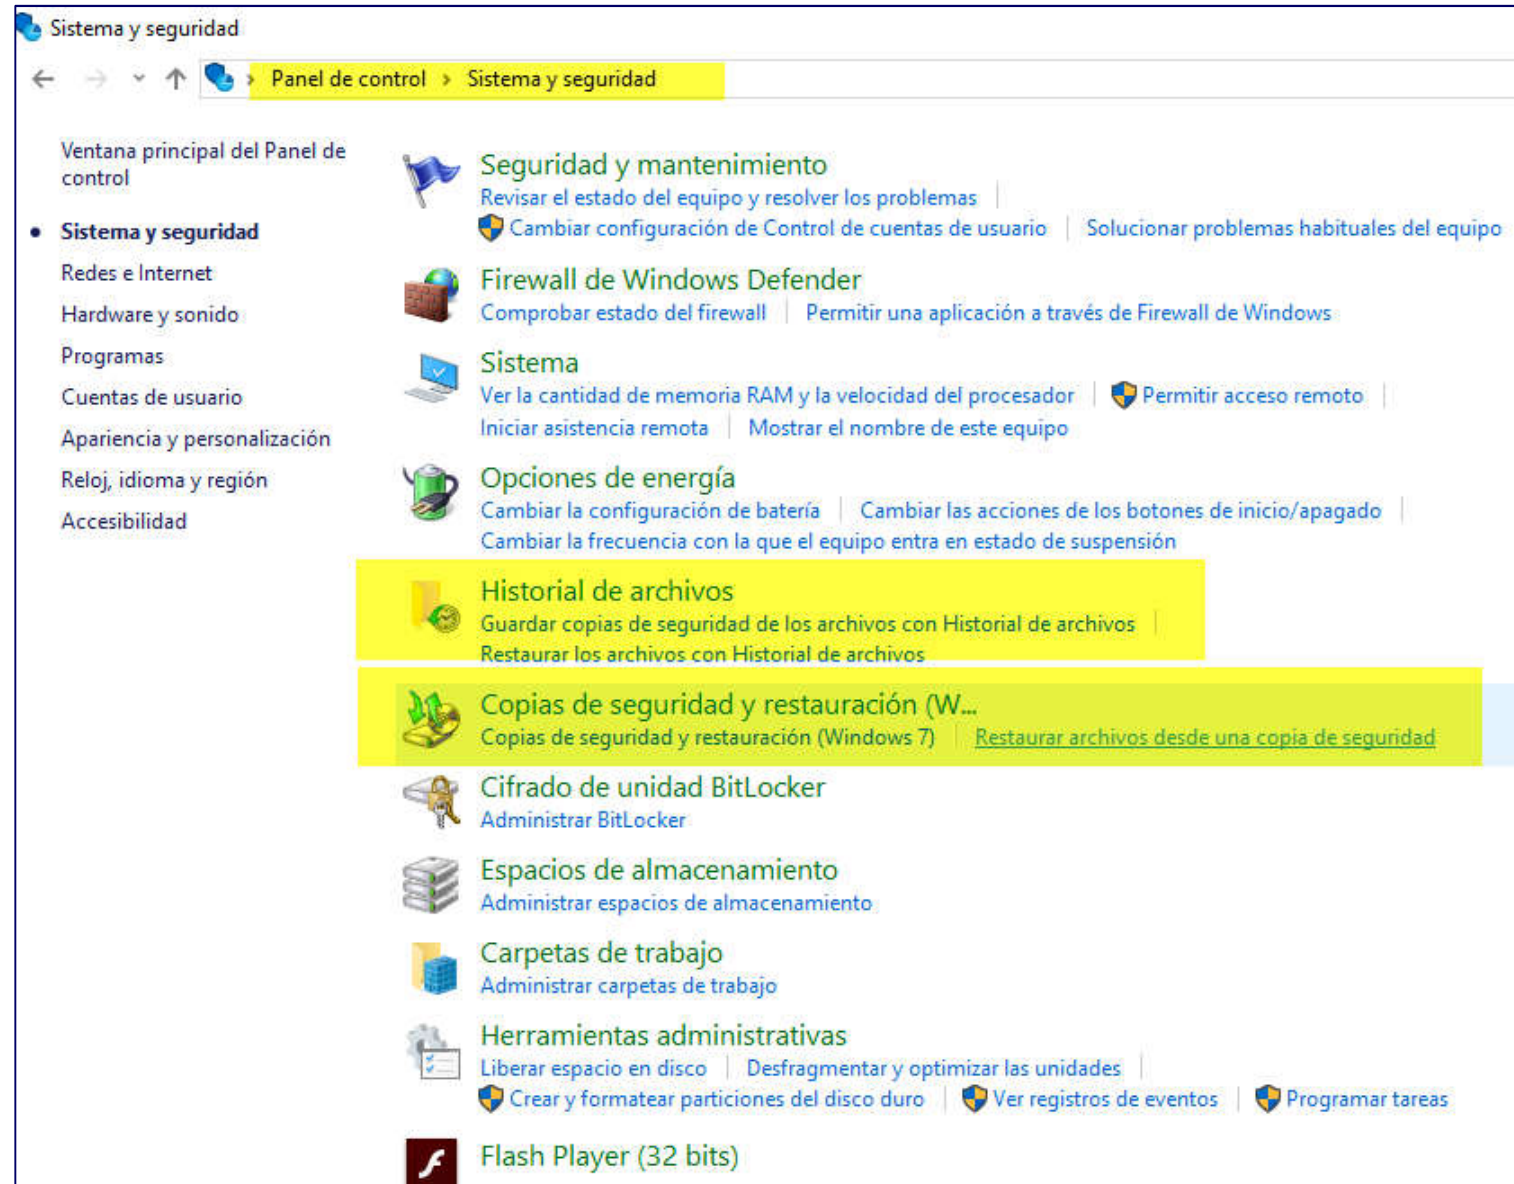 Sistema y seguridad
Panel de control › Sistema y seguridad
Ventana principal del Panel de
control
Sistema y seguridad
Redes e Internet
Hardware y sonido
Programas
Cuentas de usuario
Apariencia y personalización
Reloj, idioma y región
Accesibilidad
Seguridad y mantenimiento
Revisar el estado del equipo y resolver los problemas
Cambiar configuración de Control de cuentas de usuario | Solucionar problemas habituales del equipo
Firewall de Windows Defender
Comprobar estado del firewall | Permitir una aplicación a través de Firewall de Windows
Sistema
Ver la cantidad de memoria RAM y la velocidad del procesador | Permitir acceso remoto
Iniciar asistencia remota | Mostrar el nombre de este equipo
Opciones de energía
Cambiar la configuración de batería | Cambiar las acciones de los botones de inicio/apagado
Cambiar la frecuencia con la que el equipo entra en estado de suspensión
Historial de archivos
Guardar copias de seguridad de los archivos con Historial de archivos
Restaurar los archivos con Historial de archivos
Copias de seguridad y restauración (W...
Copias de seguridad y restauración (Windows 7) | Restaurar archivos desde una copia de seguridad
Cifrado de unidad BitLocker
Administrar BitLocker
Espacios de almacenamiento
Administrar espacios de almacenamiento
Carpetas de trabajo
Administrar carpetas de trabajo
Herramientas administrativas
Liberar espacio en disco | Desfragmentar y optimizar las unidades
Crear y formatear particiones del disco duro | Ver registros de eventos | Programar tareas
Flash Player (32 bits)